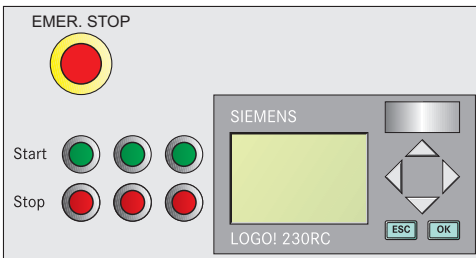 EMER. STOP
SIEMENS
Start
Stop
ESC OK
LOGO! 230RC